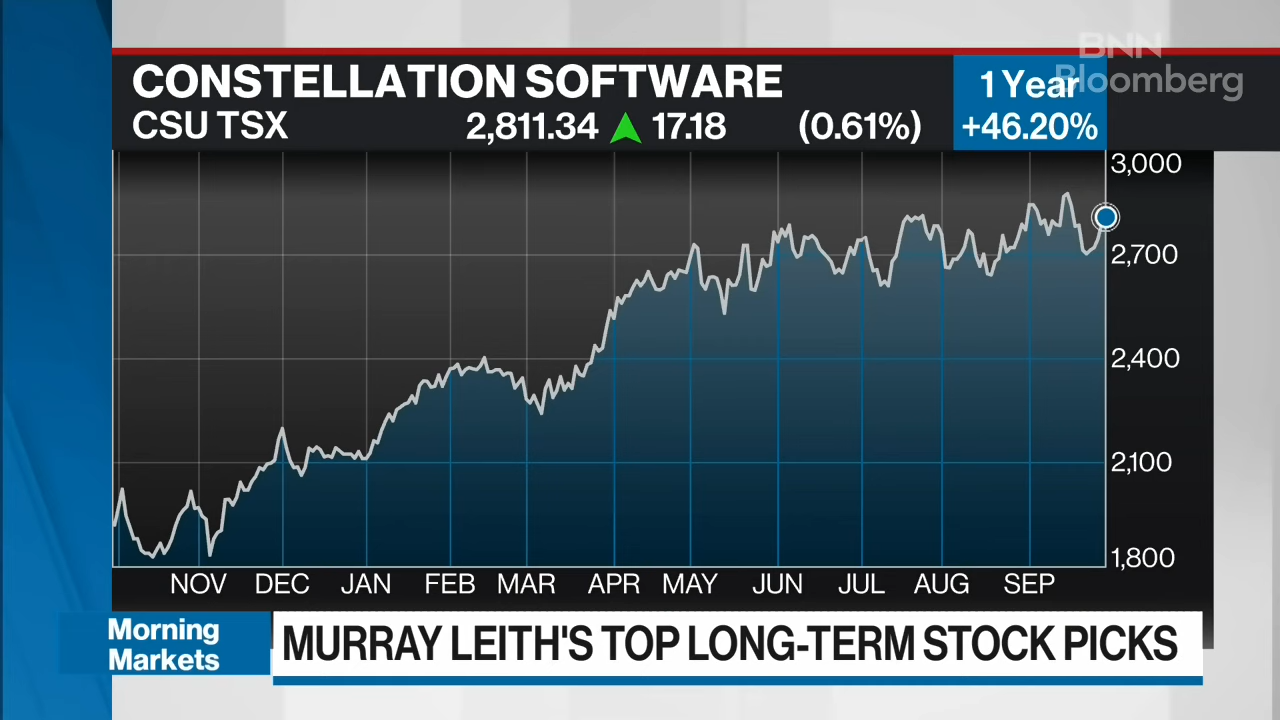 BNN
Bloomberg
CONSTELLATION SOFTWARE
CSU TSX 2,811.34 17.18 (0.61%)
1 Year
+46.20%
3,000
2,700
2,400
2,100
1,800
NOV DEC JAN FEB MAR APR MAY JUN JUL AUG SEP
Morning
Markets
MURRAY LEITH'S TOP LONG-TERM STOCK PICKS